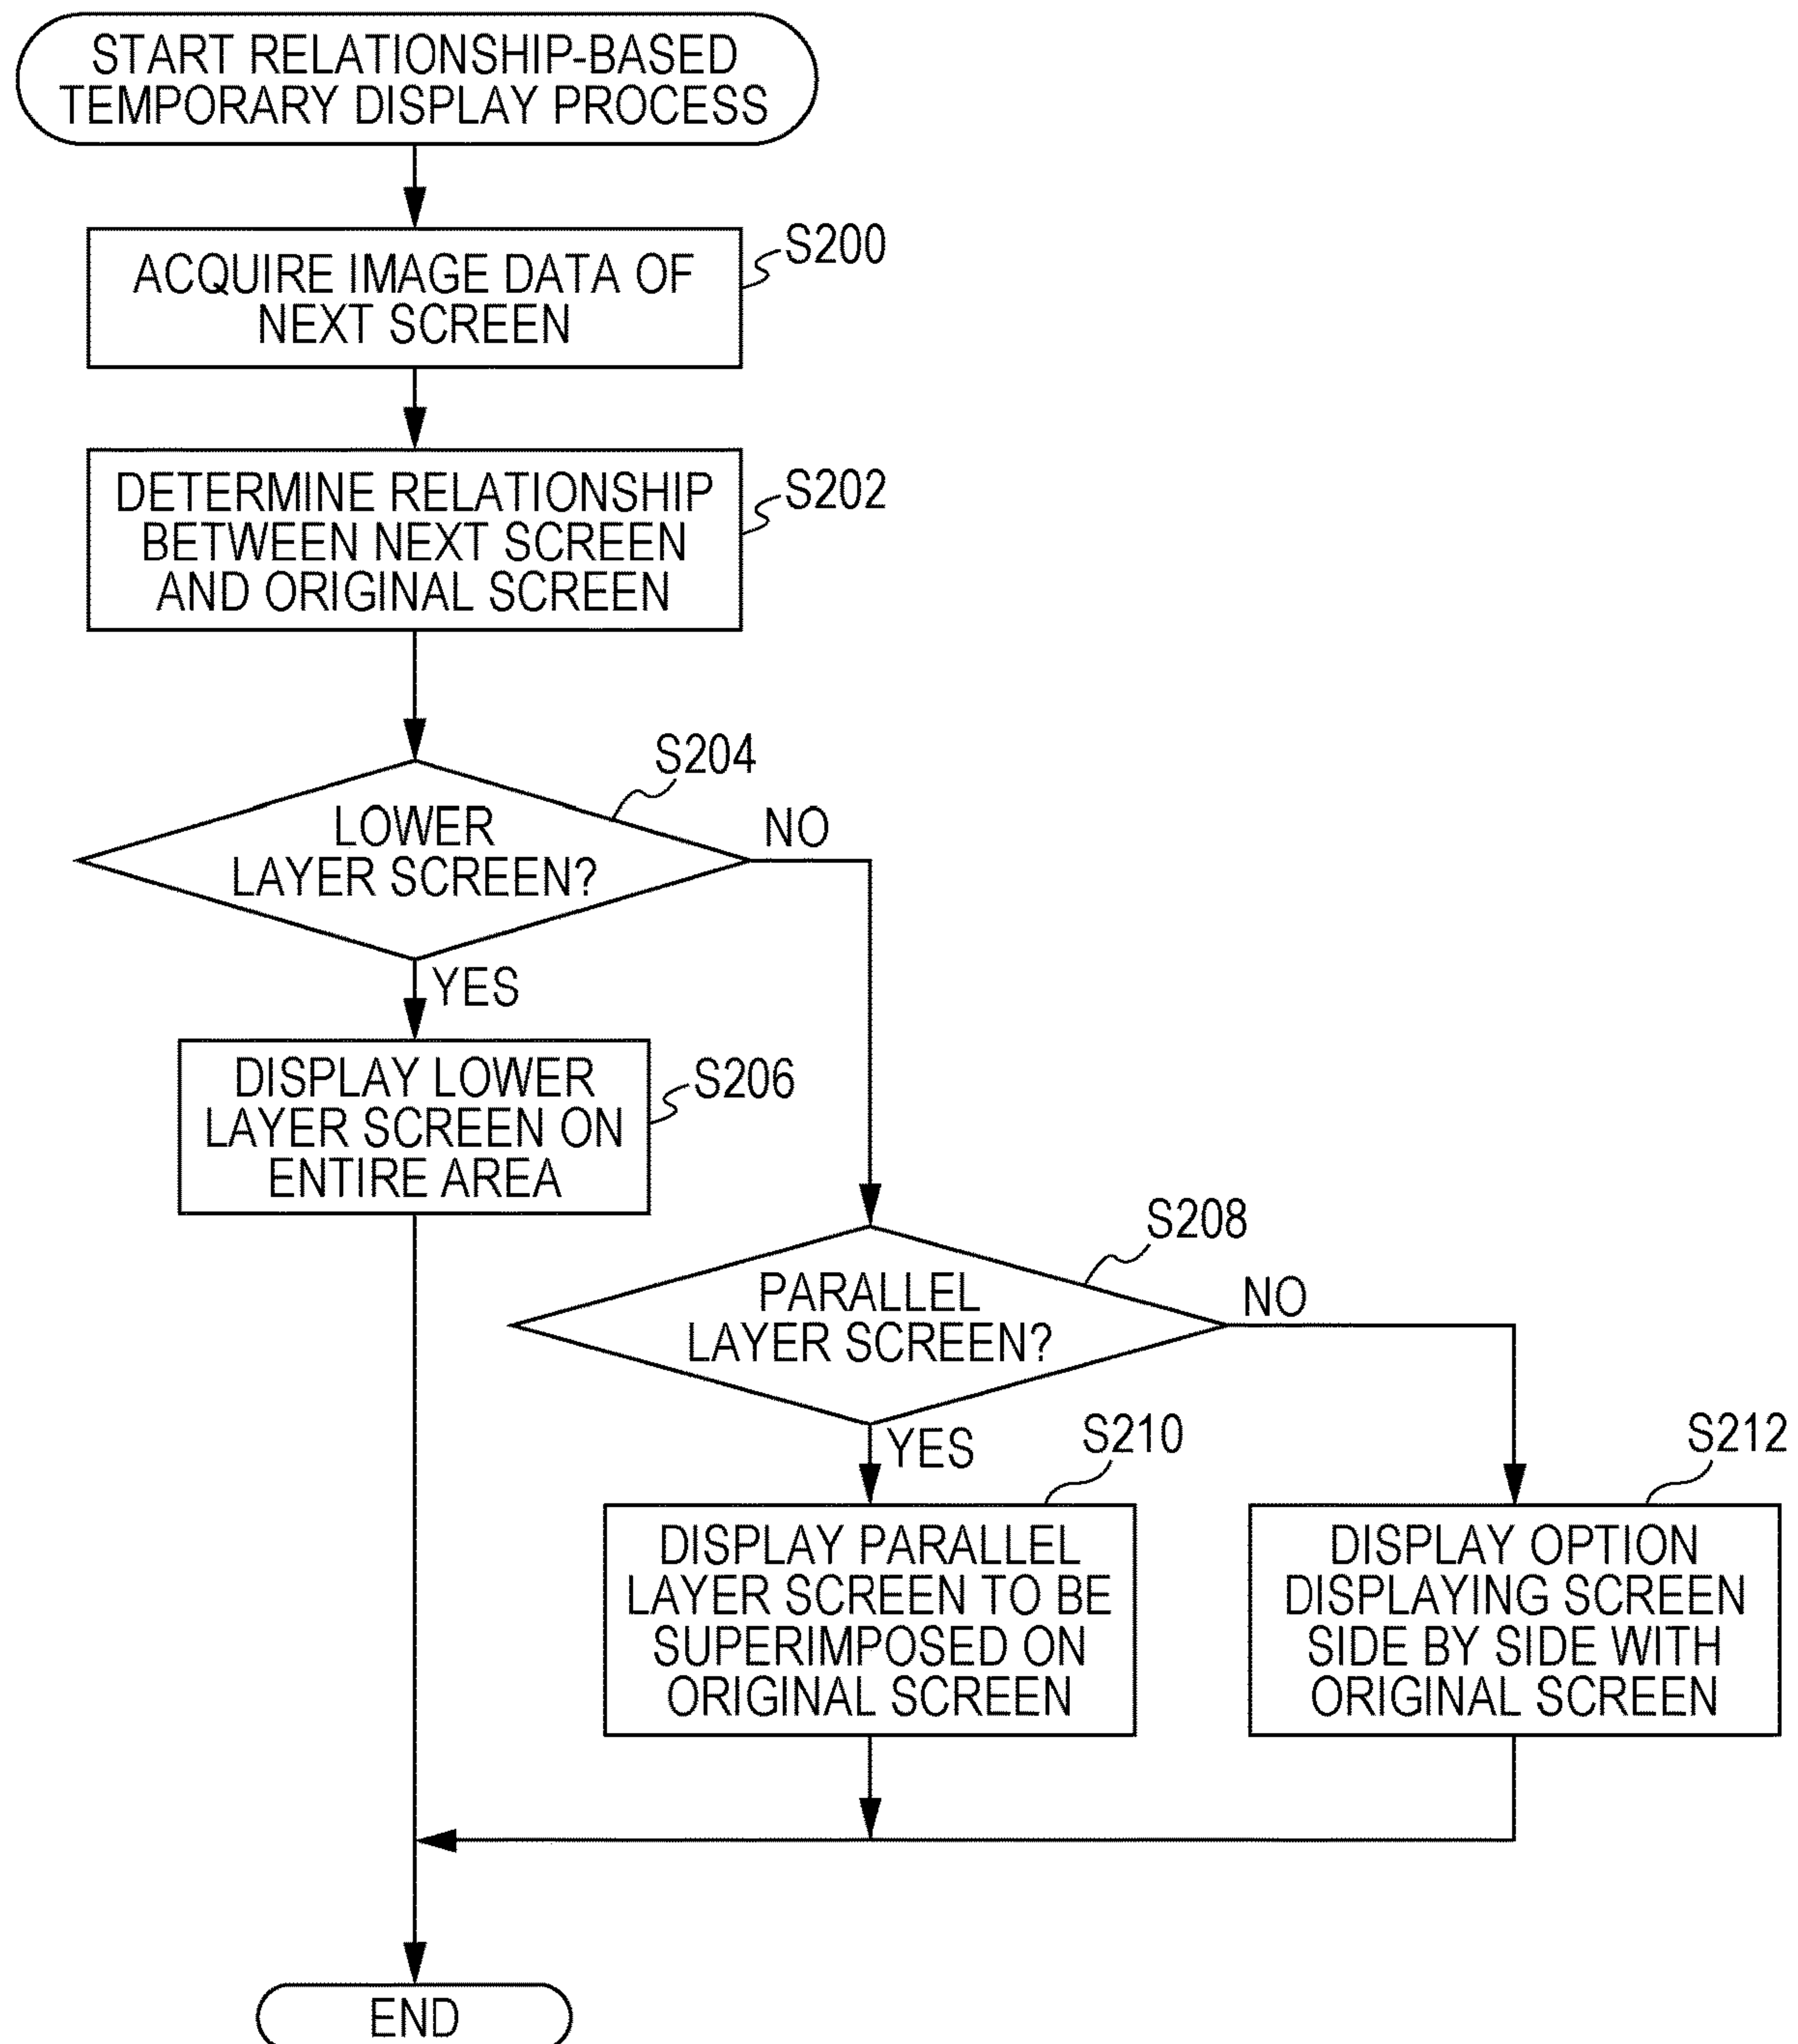 START RELATIONSHIP-BASED
TEMPORARY DISPLAY PROCESS
ACQUIRE IMAGE DATA OF
NEXT SCREEN
S200
DETERMINE RELATIONSHIP
BETWEEN NEXT SCREEN
AND ORIGINAL SCREEN
S202
S204
LOWER
LAYER SCREEN?
NO
YES
DISPLAY LOWER
LAYER SCREEN ON
ENTIRE AREA
S206
S208
PARALLEL
LAYER SCREEN?
NO
YES
S210
DISPLAY PARALLEL
LAYER SCREEN TO BE
SUPERIMPOSED ON
ORIGINAL SCREEN
S212
DISPLAY OPTION
DISPLAYING SCREEN
SIDE BY SIDE WITH
ORIGINAL SCREEN
END